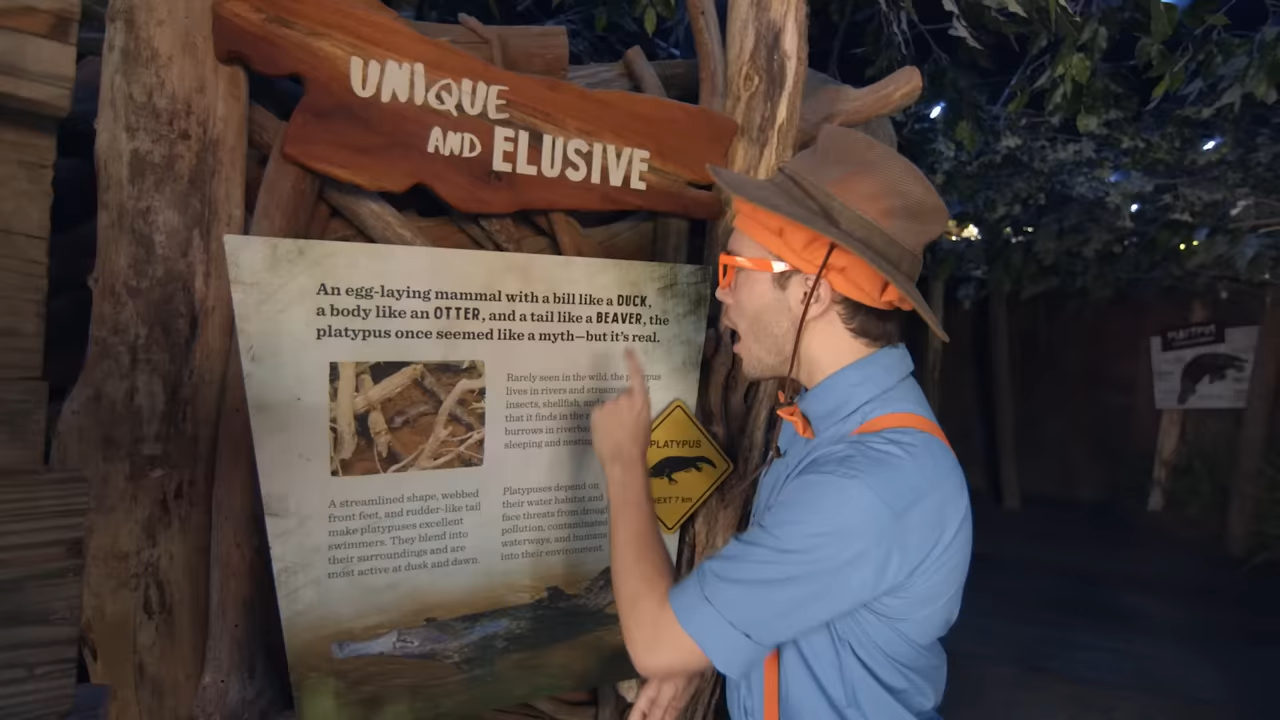 UNIQUE
AND ELUSIVE
An egg-laying mammal with a bill like a DUCK,
a body like an OTTER, and a tail like a BEAVER, the
platypus once seemed like a myth—but it's real.
Rarely seen in the wild, the
lives in rivers and
insects, shellfish, and
that it finds in the
burrows in
sleeping and
A streamlined shape, webbed
front feet, and rudder-like tail
make platypuses excellent
swimmers. They blend into
their surroundings and are
most active at dusk and dawn.
Platypuses depend on
their water habitat and
face threats from
pollution, contaminated
waterways, and humans
into their environment.
PLATYPUS
NEXT 7 km
PLATYPUS